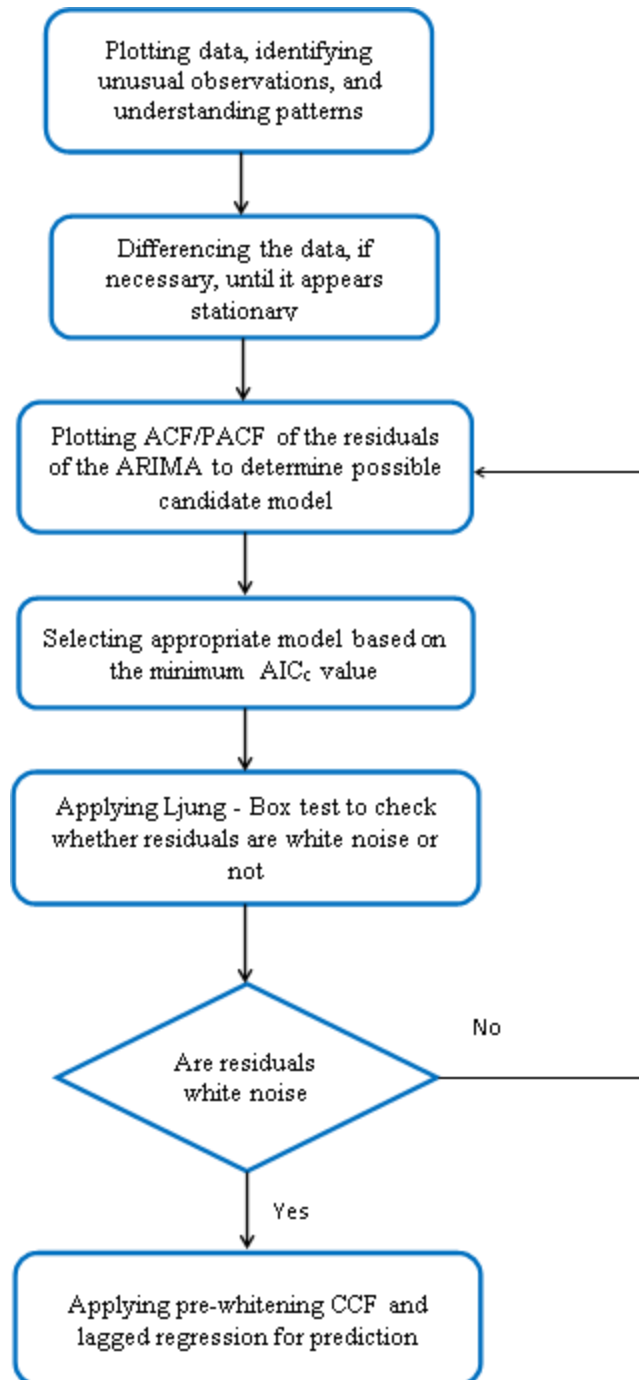 Plotting data, identifying
unusual observations, and
understanding patterns
Differencing the data, if
necessary, until it appears
stationary
Plotting ACF/PACF of the residuals
of the ARIMA to determine possible
candidate model
Selecting appropriate model based on
the minimum AICc value
Applying Ljung - Box test to check
whether residuals are white noise or
not
Are residuals
white noise
No
Yes
Applying pre-whitening CCF and
lagged regression for prediction